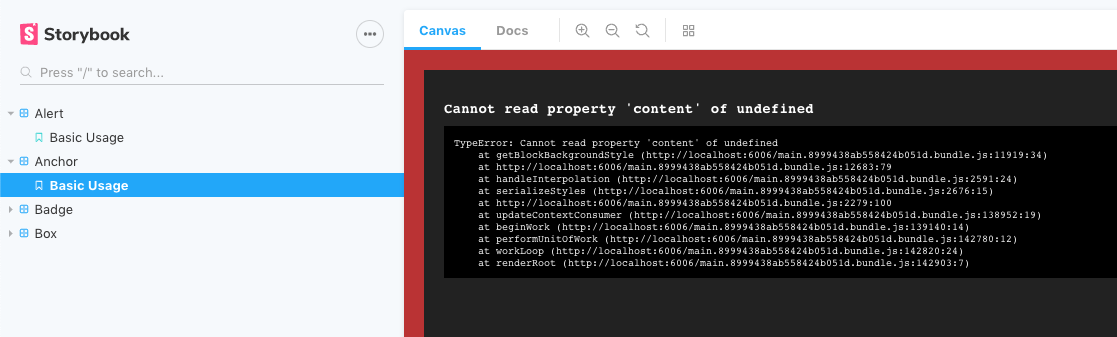 Storybook
Press "/" to search...
Alert
Basic Usage
Anchor
Basic Usage
Badge
Box
Canvas Docs
Cannot read property 'content' of undefined
TypeError: Cannot read property 'content' of undefined
at getBlockBackgroundStyle (http://localhost:6006/main.8999438ab558424b051d.bundle.js:11919:34)
at http://localhost:6006/main.8999438ab558424b051d.bundle.js:12683:79
at handleInterpolation (http://localhost:6006/main.8999438ab558424b051d.bundle.js:2591:24)
at serializeStyles (http://localhost:6006/main.8999438ab558424b051d.bundle.js:2676:15)
at http://localhost:6006/main.8999438ab558424b051d.bundle.js:2279:100
at updateContextConsumer (http://localhost:6006/main.8999438ab558424b051d.bundle.js:138952:19)
at beginWork (http://localhost:6006/main.8999438ab558424b051d.bundle.js:139140:14)
at performUnitOfWork (http://localhost:6006/main.8999438ab558424b051d.bundle.js:142780:12)
at workLoop (http://localhost:6006/main.8999438ab558424b051d.bundle.js:142820:24)
at renderRoot (http://localhost:6006/main.8999438ab558424b051d.bundle.js:142903:7)